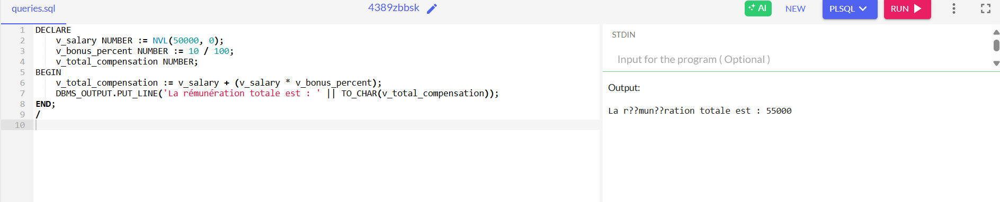 queries.sql
4389zbbsk
AI
NEW
PLSQL
RUN
1 DECLARE
2     v_salary NUMBER := NVL(50000, 0);
3     v_bonus_percent NUMBER := 10 / 100;
4     v_total_compensation NUMBER;
5 BEGIN
6     v_total_compensation := v_salary + (v_salary * v_bonus_percent);
7     DBMS_OUTPUT.PUT_LINE('La rémunération totale est : ' || TO_CHAR(v_total_compensation));
8 END;
9 /
10
STDIN
Input for the program ( Optional )
Output:
La r??mun??ration totale est : 55000